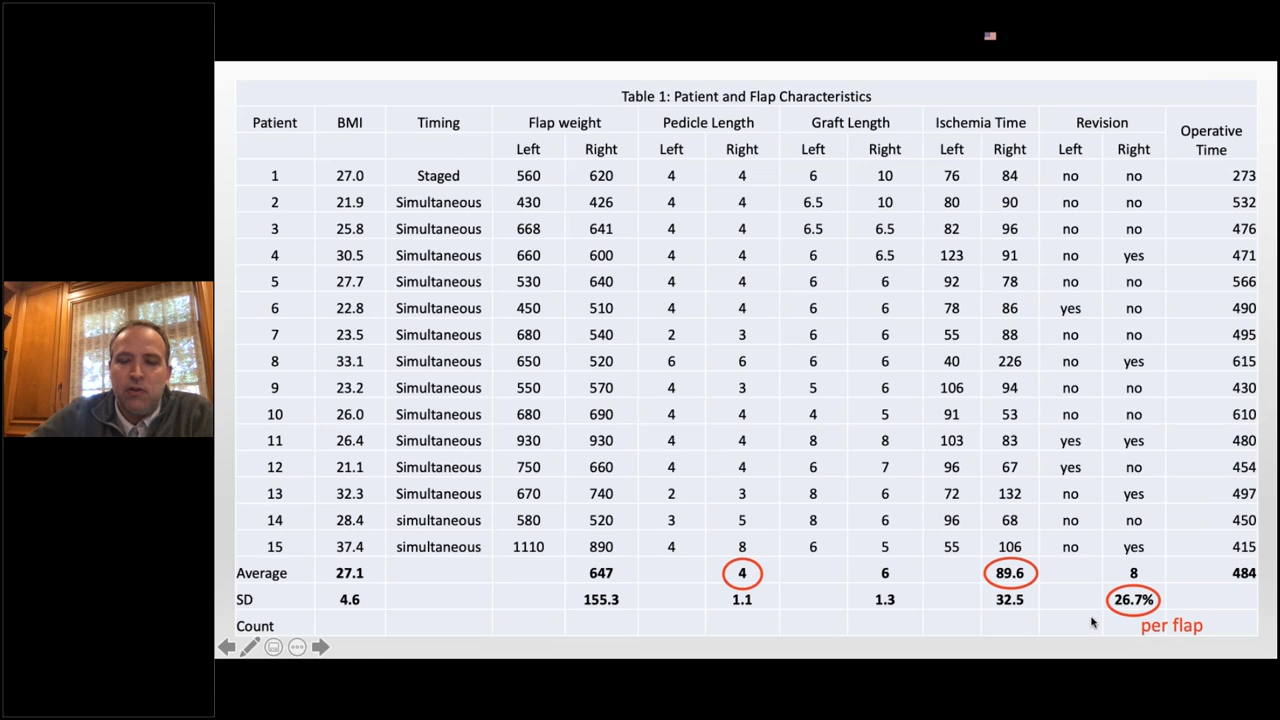 Table 1: Patient and Flap Characteristics
Patient BMI Timing Flap weight Pedicle Length Graft Length Ischemia Time Revision Operative Time
Left Right Left Right Left Right Left Right Left Right
1 27.0 Staged 560 620 4 4 6 10 76 84 no no 273
2 21.9 Simultaneous 430 426 4 4 6.5 10 80 90 no no 532
3 25.8 Simultaneous 668 641 4 4 6.5 6.5 82 96 no no 476
4 30.5 Simultaneous 660 600 4 4 6 6.5 123 91 no yes 471
5 27.7 Simultaneous 530 640 4 4 6 6 92 78 no no 566
6 22.8 Simultaneous 450 510 4 4 6 6 78 86 yes no 490
7 23.5 Simultaneous 680 540 2 3 6 6 55 88 no no 495
8 33.1 Simultaneous 650 520 6 6 6 6 40 226 no yes 615
9 23.2 Simultaneous 550 570 4 3 5 6 106 94 no no 430
10 26.0 Simultaneous 680 690 4 4 4 5 91 53 no no 610
11 26.4 Simultaneous 930 930 4 4 8 8 103 83 yes yes 480
12 21.1 Simultaneous 750 660 4 4 6 7 96 67 yes no 454
13 32.3 Simultaneous 670 740 2 3 8 6 72 132 no yes 497
14 28.4 simultaneous 580 520 3 5 8 6 96 68 no no 450
15 37.4 simultaneous 1110 890 4 8 6 5 55 106 no yes 415
Average 27.1 647 4 6 89.6 8 484
SD 4.6 155.3 1.1 1.3 32.5 26.7%
Count per flap